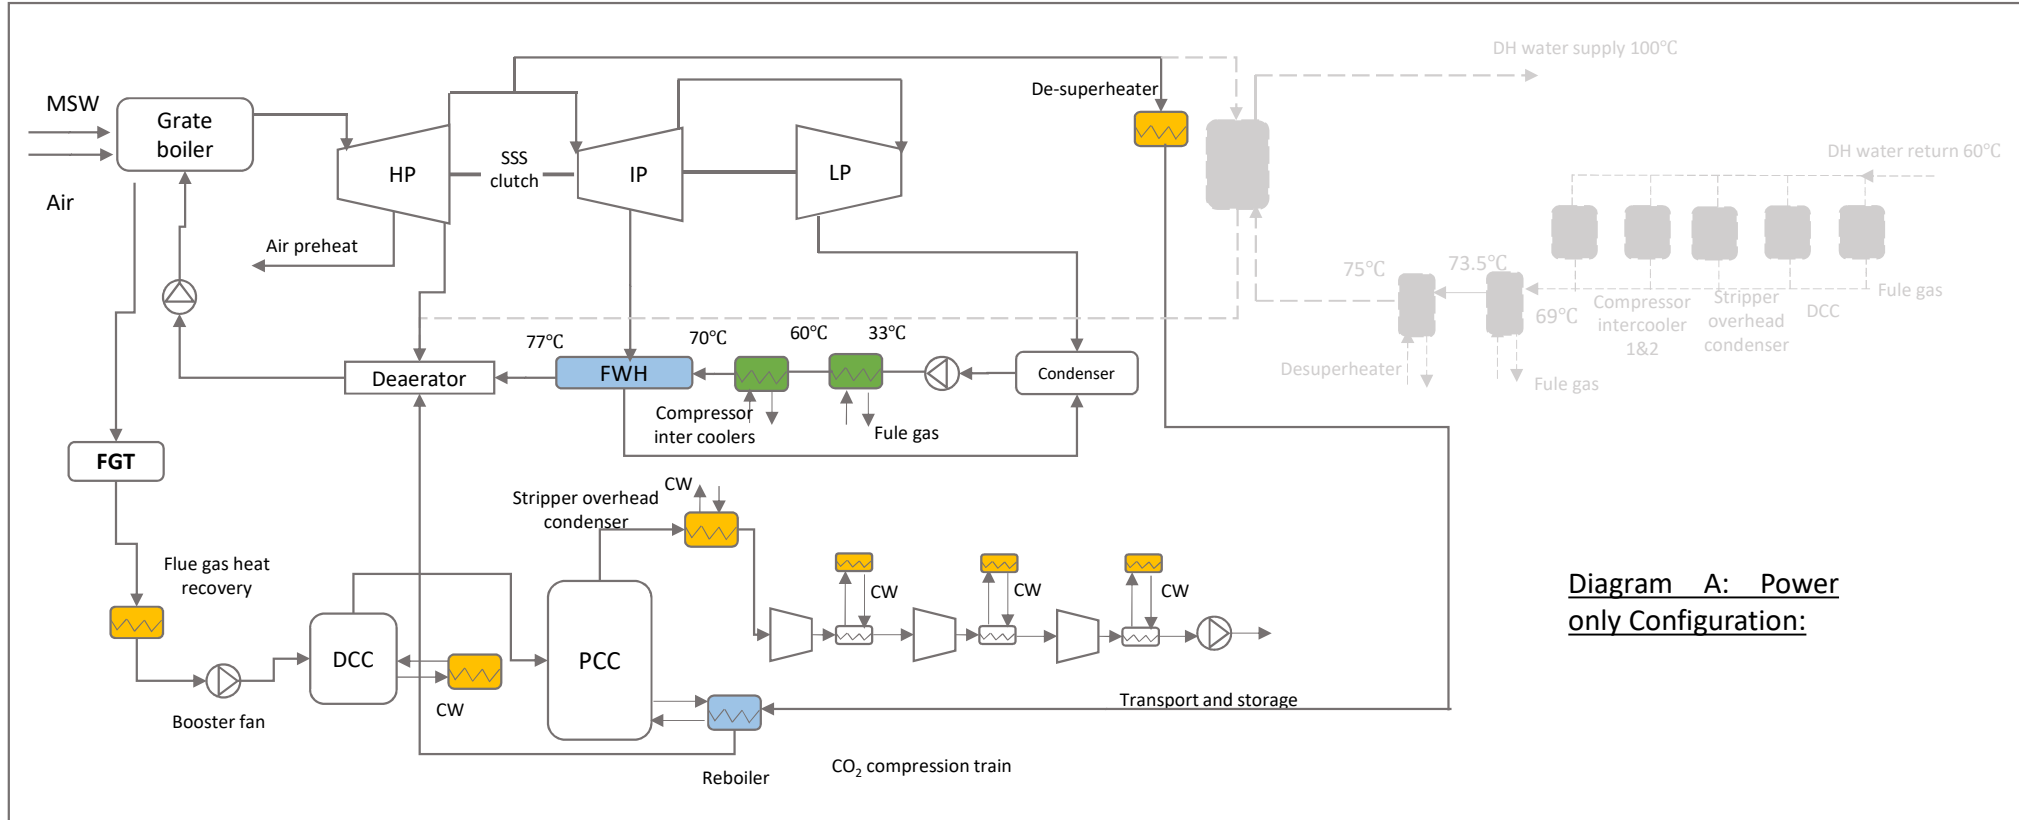 DH water supply 100℃
De-superheater
MSW
Grate
boiler
SSS
clutch
HP
IP
LP
DH water return 60℃
Air
Air preheat
75℃
73.5℃
69℃
Compressor
intercooler
1&2
Stripper
overhead
condenser
DCC
Fule gas
77℃
70℃
60℃
33℃
Deaerator
FWH
Condenser
Desuperheater
Fule gas
Compressor
inter coolers
Fule gas
FGT
Stripper overhead
condenser
CW
Flue gas heat
recovery
CW
CW
CW
Diagram A: Power
only Configuration:
DCC
PCC
CW
Booster fan
Transport and storage
Reboiler
CO₂ compression train